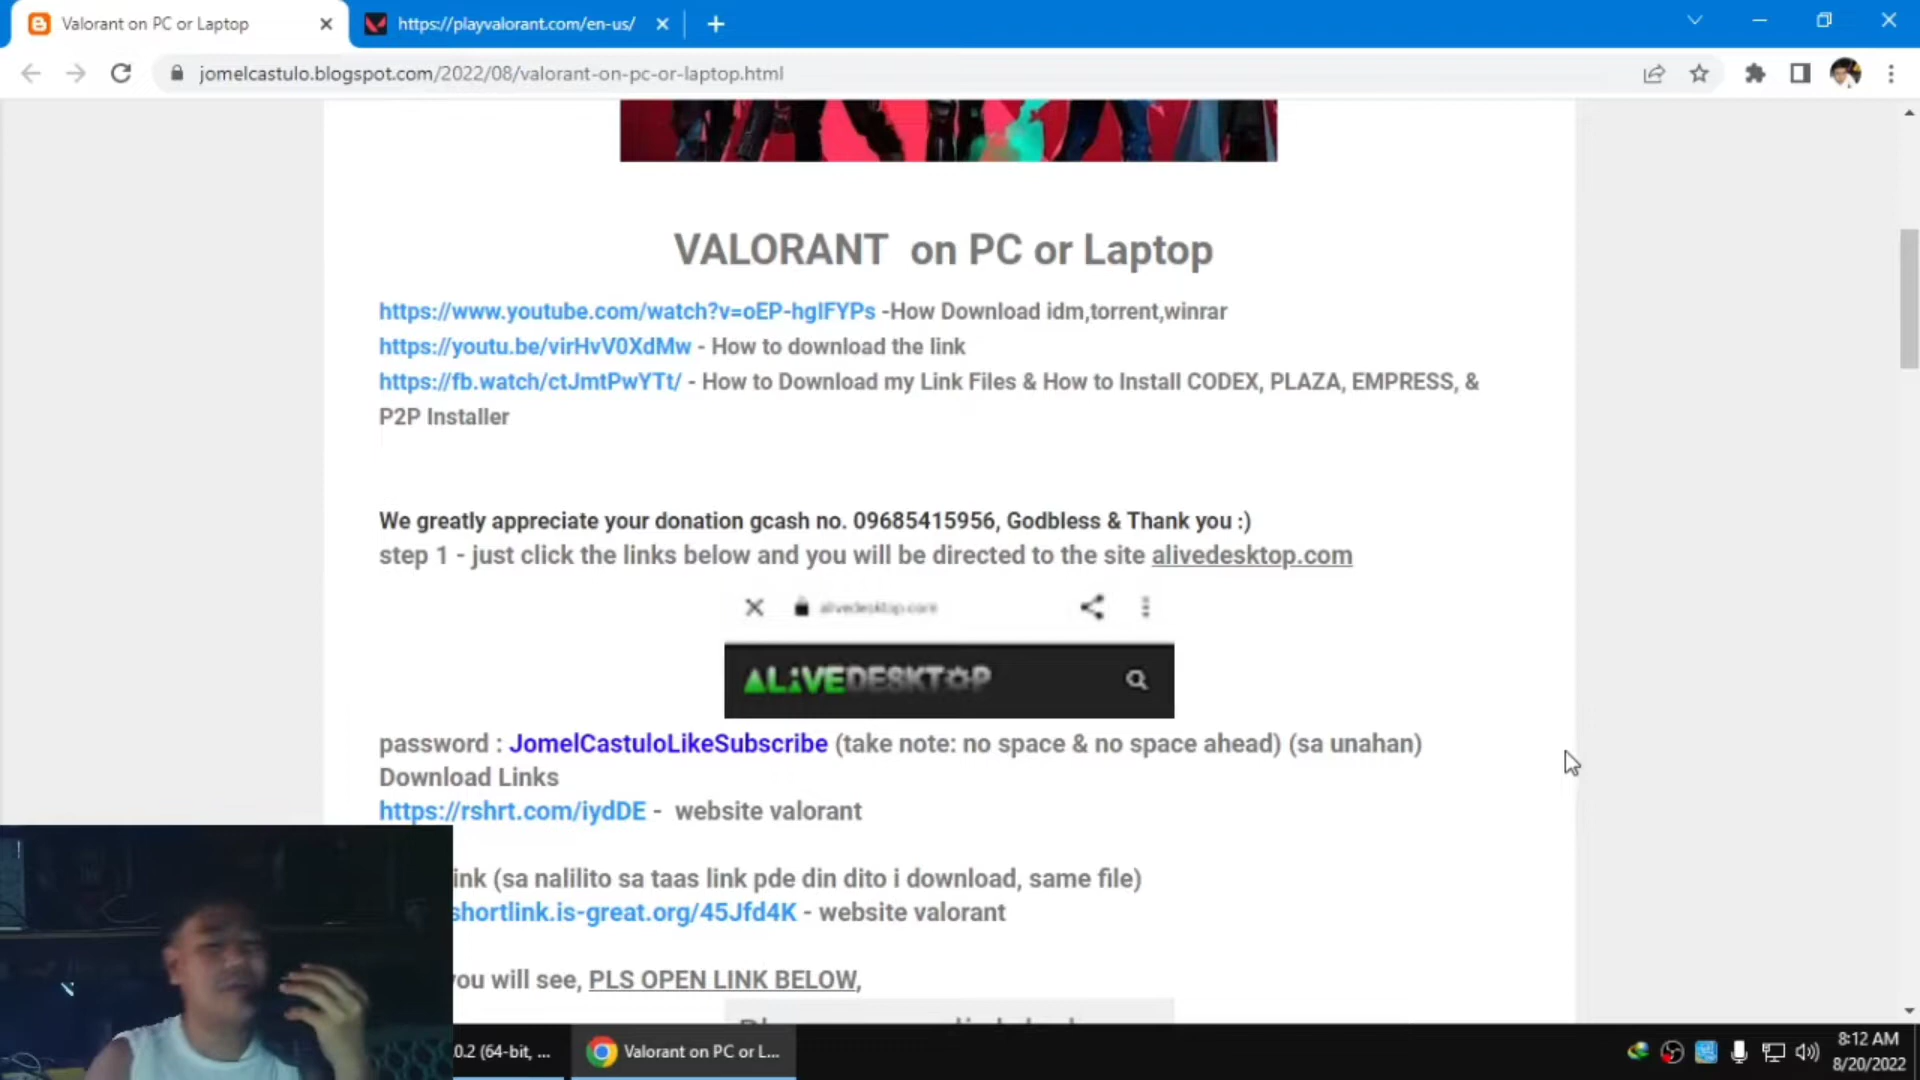 Valorant on PC or Laptop
https://playvalorant.com/en-us/
jomelcastulo.blogspot.com/2022/08/valorant-on-pc-or-laptop.html
VALORANT on PC or Laptop
https://www.youtube.com/watch?v=oEP-hgIFYPs -How Download idm,torrent,winrar
https://youtu.be/virHvV0XdMw - How to download the link
https://fb.watch/ctJmtPwYTt/ - How to Download my Link Files & How to Install CODEX, PLAZA, EMPRESS, &
P2P Installer
We greatly appreciate your donation gcash no. 09685415956, Godbless & Thank you :)
step 1 - just click the links below and you will be directed to the site alivedesktop.com
alivedesktop.com
ALiVEDESKTOP
password : JomelCastuloLikeSubscribe (take note: no space & no space ahead) (sa unahan)
Download Links
https://rshrt.com/iydDE - website valorant
ink (sa nalilito sa taas link pde din dito i download, same file)
shortlink.is-great.org/45Jfd4K - website valorant
you will see, PLS OPEN LINK BELOW,
0.2 (64-bit, ...
Valorant on PC or L...
8:12 AM
8/20/2022